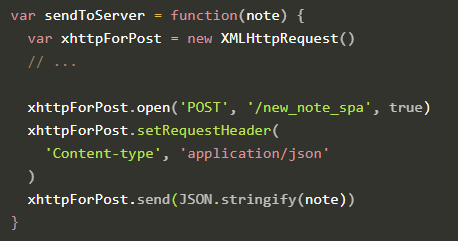 var sendToServer = function(note) {
  var xhttpForPost = new XMLHttpRequest()
  // ...

  xhttpForPost.open('POST', '/new_note_spa', true)
  xhttpForPost.setRequestHeader(
    'Content-type', 'application/json'
  )
  xhttpForPost.send(JSON.stringify(note))
}